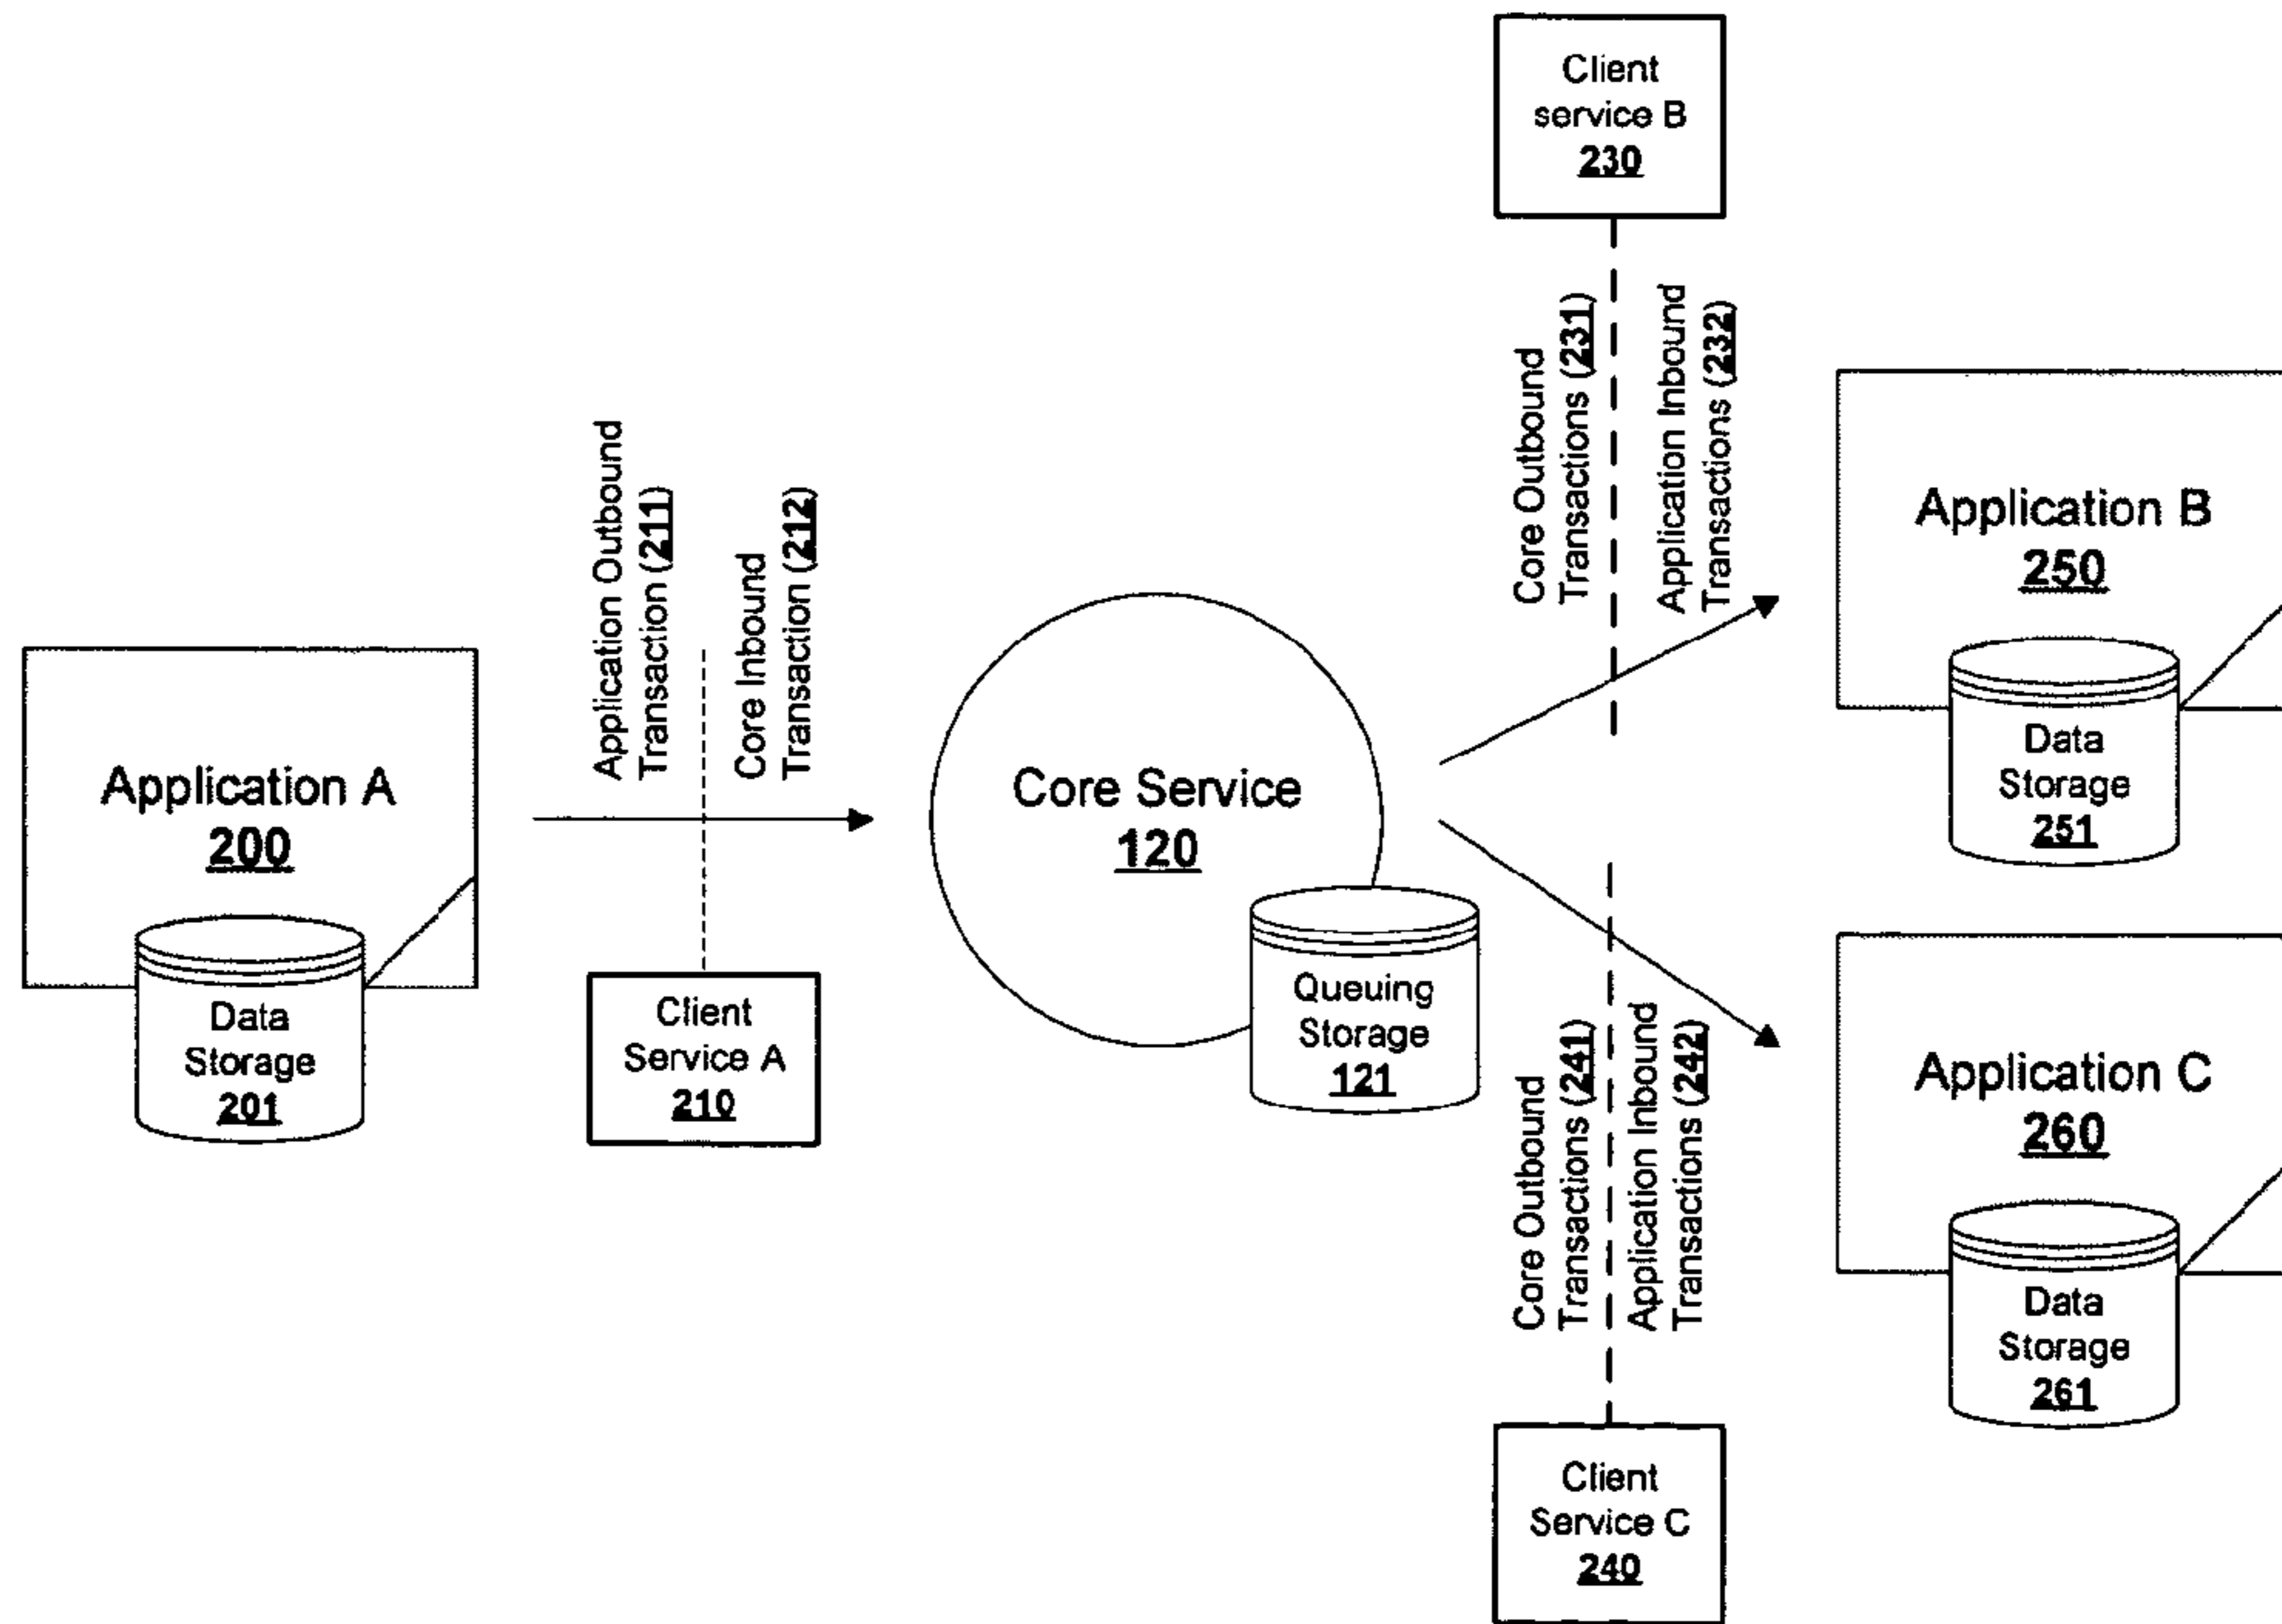 Client
service B
230
Core Outbound
Transactions (231)
Application Inbound
Transactions (232)
Application B
250
Data
Storage
251
Application Outbound
Transaction (211)
Core Inbound
Transaction (212)
Application A
200
Data
Storage
201
Client
Service A
210
Core Service
120
Queuing
Storage
121
Core Outbound
Transactions (241)
Application Inbound
Transactions (242)
Application C
260
Data
Storage
261
Client
Service C
240